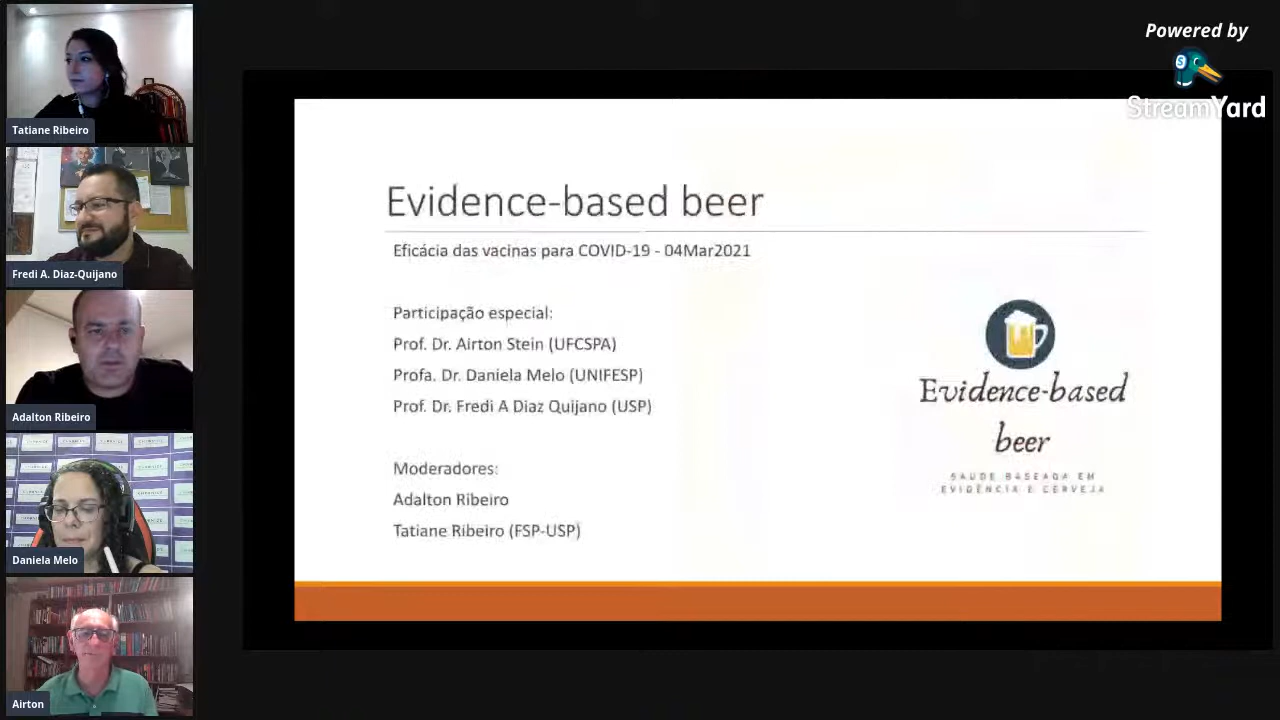 Powered by
StreamYard
Tatiane Ribeiro
Fredi A. Diaz-Quijano
Adalton Ribeiro
Daniela Melo
Airton
Evidence-based beer
Eficácia das vacinas para COVID-19 - 04Mar2021
Participação especial:
Prof. Dr. Airton Stein (UFCSPA)
Profa. Dr. Daniela Melo (UNIFESP)
Prof. Dr. Fredi A Diaz Quijano (USP)
Moderadores:
Adalton Ribeiro
Tatiane Ribeiro (FSP-USP)
Evidence-based
beer
SAÚDE BASEADA EM
EVIDÊNCIA E CERVEJA